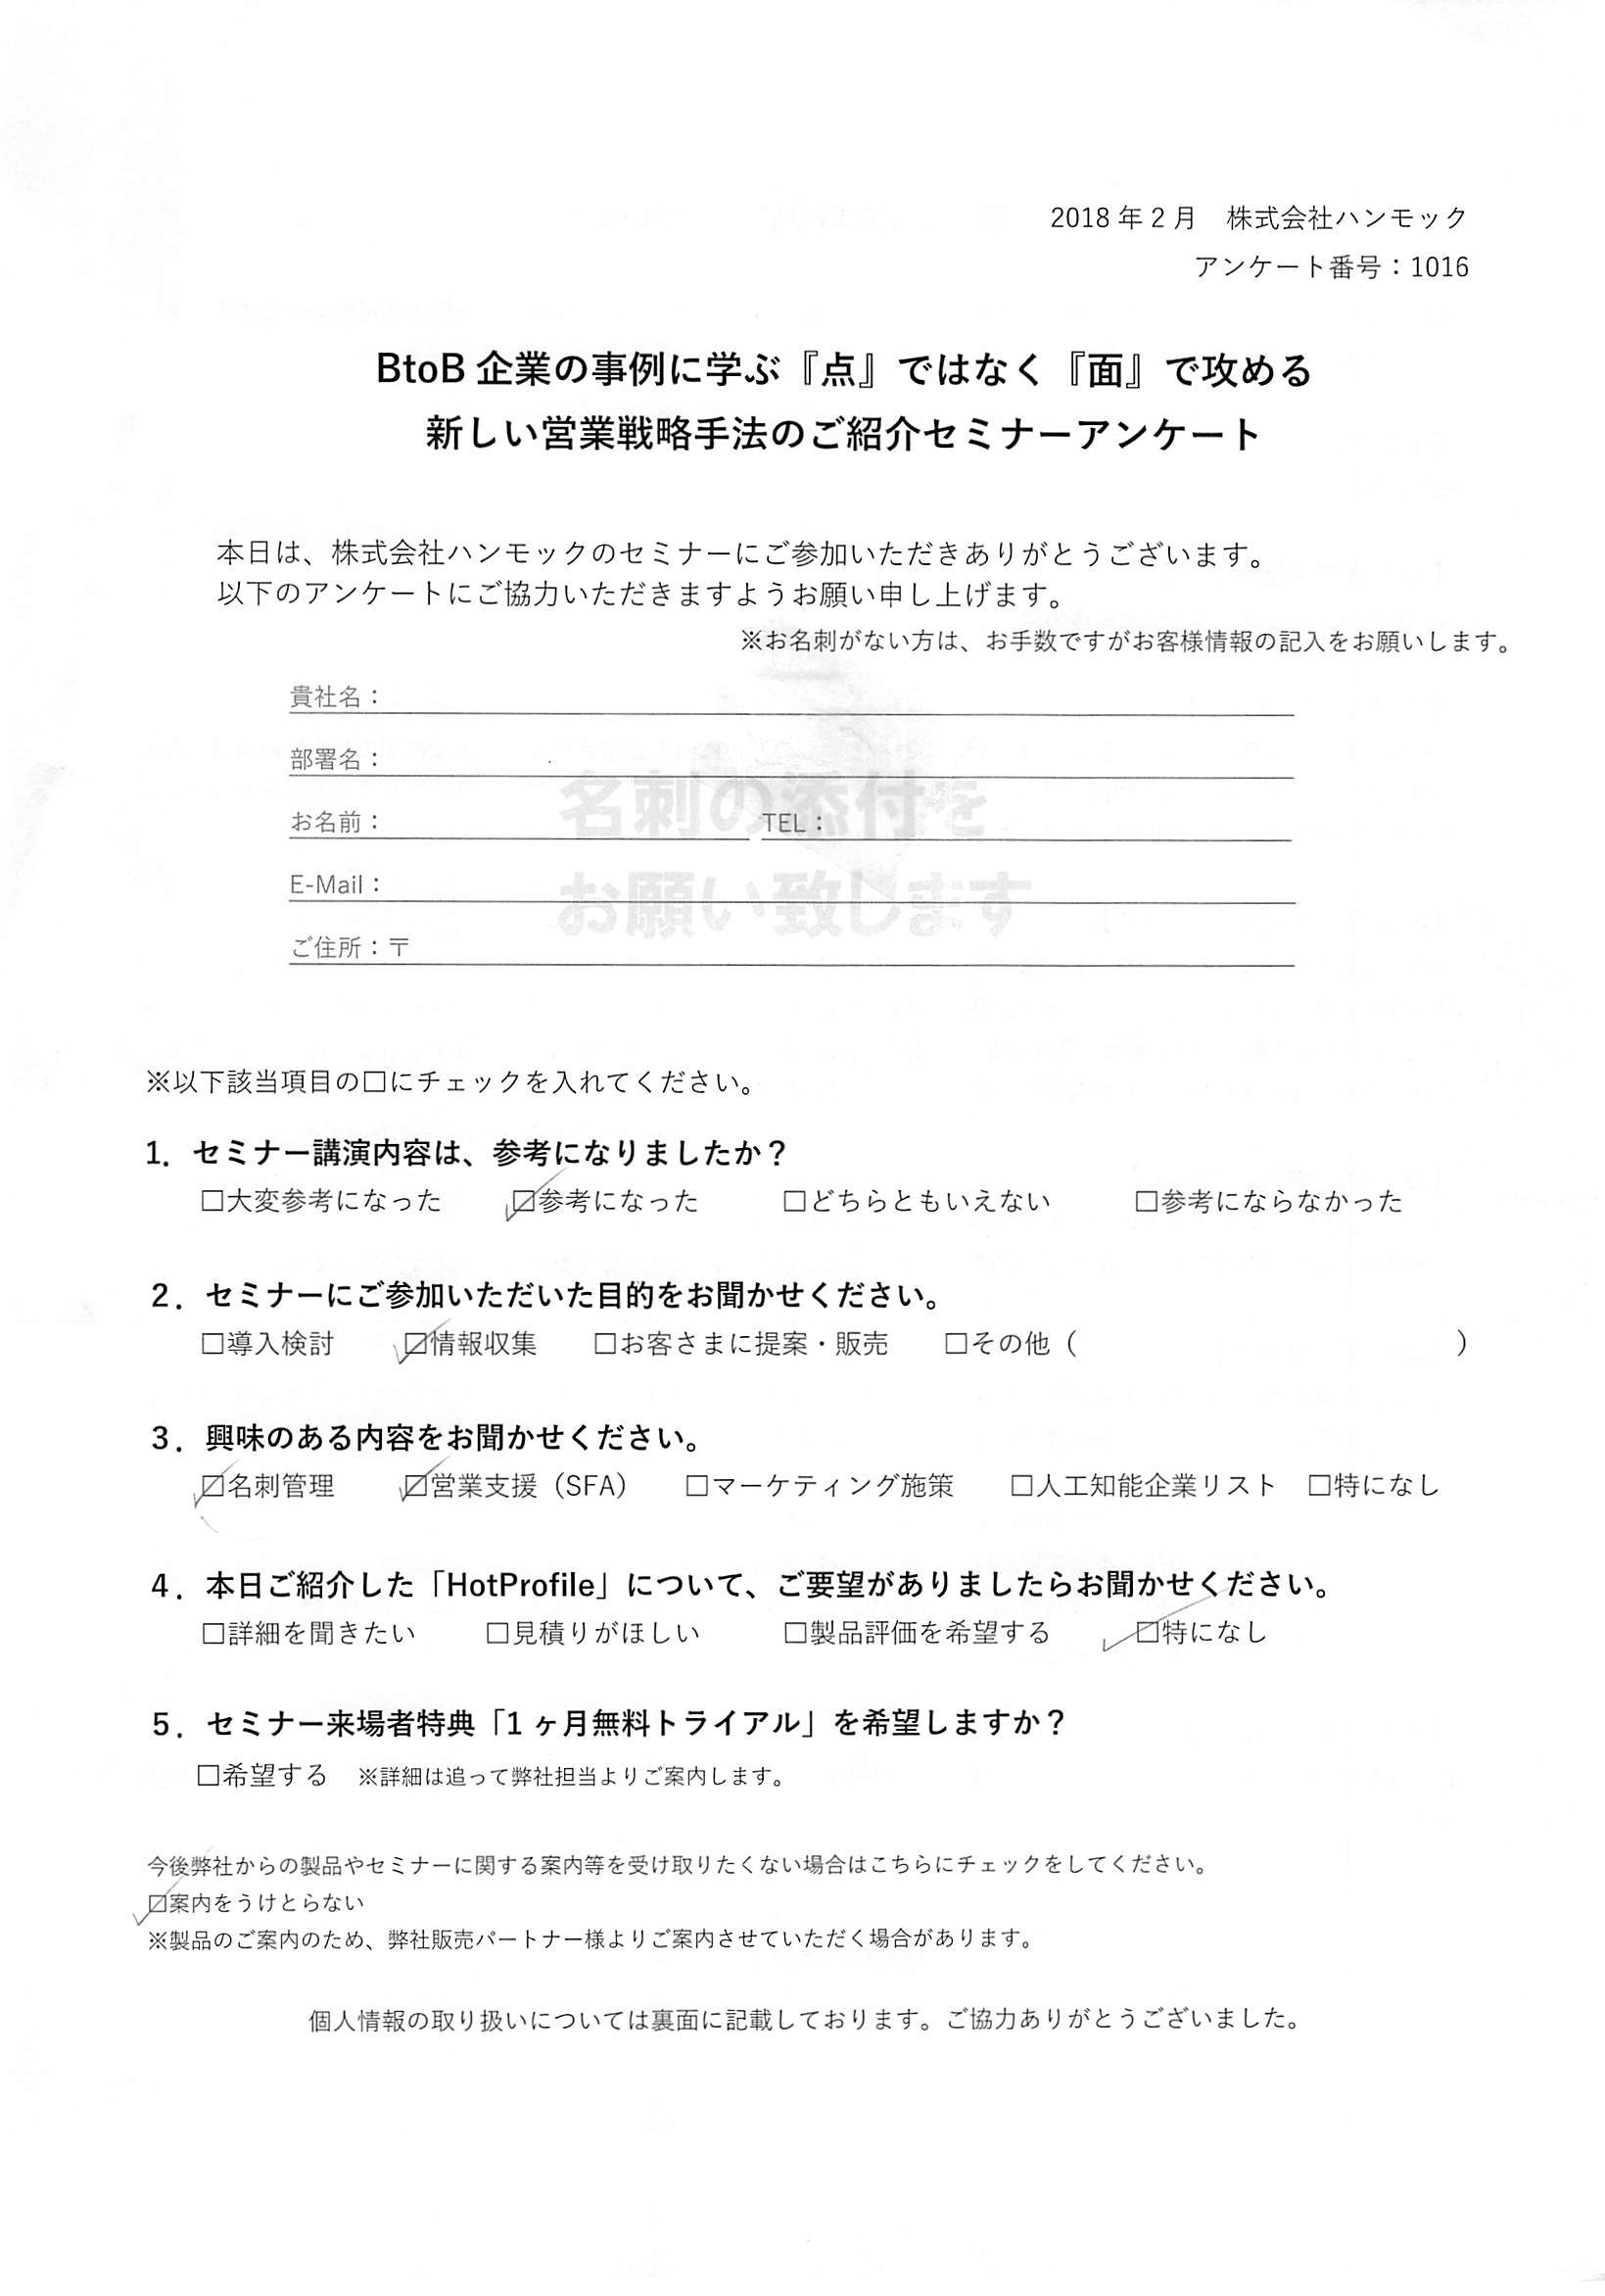 2018年2月　株式会社ハンモック
アンケート番号：1016
BtoB企業の事例に学ぶ『点』ではなく『面』で攻める
新しい営業戦略手法のご紹介セミナーアンケート
本日は、株式会社ハンモックのセミナーにご参加いただきありがとうございます。
以下のアンケートにご協力いただきますようお願い申し上げます。
※お名刺がない方は、お手数ですがお客様情報の記入をお願いします。
貴社名：
部署名：
名刺の添付を
お名前：　TEL：
お願い致します
E-Mail：
ご住所：〒
※以下該当項目の□にチェックを入れてください。
1．セミナー講演内容は、参考になりましたか？
□大変参考になった　☑参考になった　□どちらともいえない　□参考にならなかった
2．セミナーにご参加いただいた目的をお聞かせください。
□導入検討　☑情報収集　□お客さまに提案・販売　□その他（　　　）
3．興味のある内容をお聞かせください。
☑名刺管理　☑営業支援（SFA）　□マーケティング施策　□人工知能企業リスト　□特になし
4．本日ご紹介した「HotProfile」について、ご要望がありましたらお聞かせください。
□詳細を聞きたい　□見積りがほしい　□製品評価を希望する　☑特になし
5．セミナー来場者特典「1ヶ月無料トライアル」を希望しますか？
□希望する　※詳細は追って弊社担当よりご案内します。
今後弊社からの製品やセミナーに関する案内等を受け取りたくない場合はこちらにチェックをしてください。
☑案内をうけとらない
※製品のご案内のため、弊社販売パートナー様よりご案内させていただく場合があります。
個人情報の取り扱いについては裏面に記載しております。ご協力ありがとうございました。